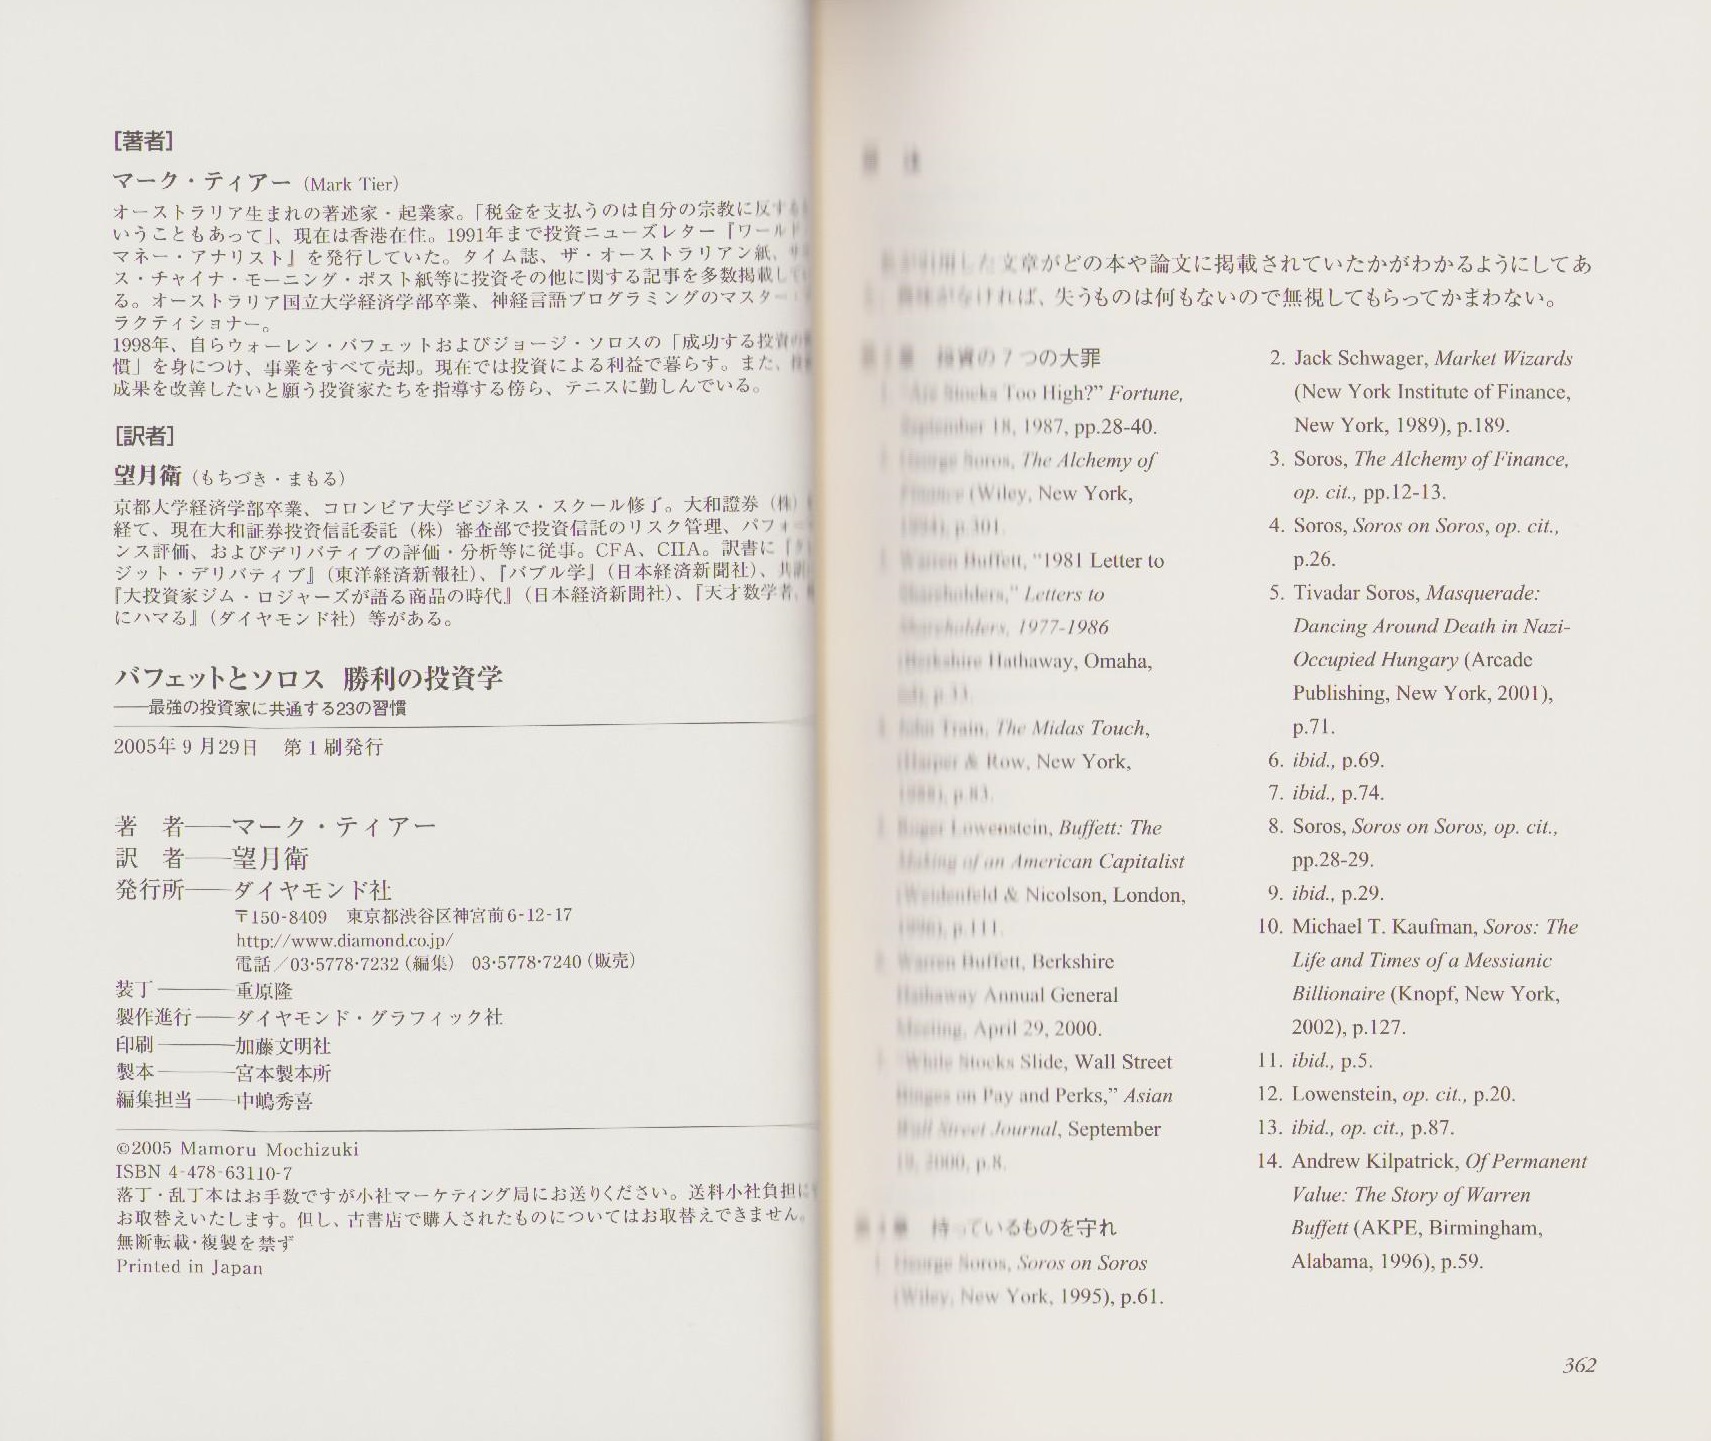 [著者]
マーク・ティアー（Mark Tier）
オーストラリア生まれの著述家・起業家。「税金を支払うのは自分の宗教に反する
いうこともあって」、現在は香港在住。1991年まで投資ニューズレター『ワールド
マネー・アナリスト』を発行していた。タイム誌、ザ・オーストラリアン紙、
ス・チャイナ・モーニング・ポスト紙等に投資その他に関する記事を多数掲載して
る。オーストラリア国立大学経済学部卒業、神経言語プログラミングのマスター
ラクティショナー。
1998年、自らウォーレン・バフェットおよびジョージ・ソロスの「成功する投資
慣」を身につけ、事業をすべて売却。現在では投資による利益で暮らす。また、
成果を改善したいと願う投資家たちを指導する傍ら、テニスに勤しんでいる。
[訳者]
望月衛（もちづき・まもる）
京都大学経済学部卒業、コロンビア大学ビジネス・スクール修了。大和證券（株）
経て、現在大和証券投資信託委託（株）審査部で投資信託のリスク管理、パフォー
ンス評価、およびデリバティブの評価・分析等に従事。CFA、CIIA。訳書に『
ジット・デリバティブ』（東洋経済新報社）、『バブル学』（日本経済新聞社）、
『大投資家ジム・ロジャーズが語る商品の時代』（日本経済新聞社）、『天才数学者、
にハマる』（ダイヤモンド社）等がある。
バフェットとソロス 勝利の投資学
──最強の投資家に共通する23の習慣
2005年9月29日　第1刷発行
著　者──マーク・ティアー
訳　者──望月衛
発行所──ダイヤモンド社
〒150-8409　東京都渋谷区神宮前6-12-17
http://www.diamond.co.jp/
電話／03・5778・7232（編集）　03・5778・7240（販売）
装丁────重原隆
製作進行──ダイヤモンド・グラフィック社
印刷────加藤文明社
製本────宮本製本所
編集担当──中嶋秀喜
©2005 Mamoru Mochizuki
ISBN 4-478-63110-7
落丁・乱丁本はお手数ですが小社マーケティング局にお送りください。送料小社負担に
お取替えいたします。但し、古書店で購入されたものについてはお取替えできません。
無断転載・複製を禁ず
Printed in Japan
した文章がどの本や論文に掲載されていたかがわかるようにしてあ
なければ、失うものは何もないので無視してもらってかまわない。
投資の7つの大罪
Stocks Too High?” Fortune,
September 18, 1987, pp.28-40.
George Soros, The Alchemy of
Finance (Wiley, New York,
1994), p.301.
Warren Buffett, “1981 Letter to
Shareholders,” Letters to
Shareholders, 1977-1986
(Berkshire Hathaway, Omaha,
p.33.
John Train, The Midas Touch,
(Harper & Row, New York,
p.83.
Roger Lowenstein, Buffett: The
Making of an American Capitalist
(Weidenfeld & Nicolson, London,
1996), p.111.
Warren Buffett, Berkshire
Hathaway Annual General
Meeting, April 29, 2000.
While Stocks Slide, Wall Street
Binges on Pay and Perks,” Asian
Wall Street Journal, September
2000, p.8.
持っているものを守れ
George Soros, Soros on Soros
(Wiley, New York, 1995), p.61.
2. Jack Schwager, Market Wizards
(New York Institute of Finance,
New York, 1989), p.189.
3. Soros, The Alchemy of Finance,
op. cit., pp.12-13.
4. Soros, Soros on Soros, op. cit.,
p.26.
5. Tivadar Soros, Masquerade:
Dancing Around Death in Nazi-
Occupied Hungary (Arcade
Publishing, New York, 2001),
p.71.
6. ibid., p.69.
7. ibid., p.74.
8. Soros, Soros on Soros, op. cit.,
pp.28-29.
9. ibid., p.29.
10. Michael T. Kaufman, Soros: The
Life and Times of a Messianic
Billionaire (Knopf, New York,
2002), p.127.
11. ibid., p.5.
12. Lowenstein, op. cit., p.20.
13. ibid., op. cit., p.87.
14. Andrew Kilpatrick, Of Permanent
Value: The Story of Warren
Buffett (AKPE, Birmingham,
Alabama, 1996), p.59.
362